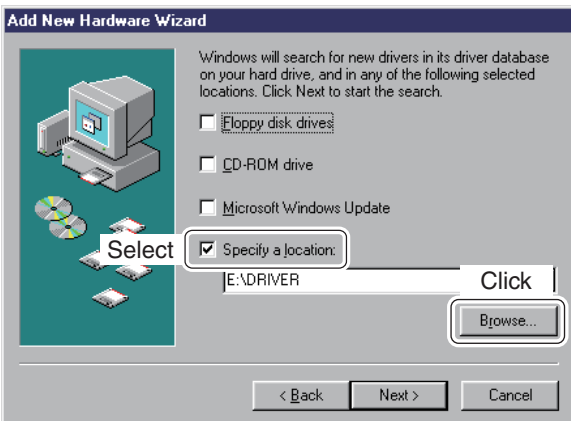 Add New Hardware Wizard
Windows will search for new drivers in its driver database
on your hard drive, and in any of the following selected
locations. Click Next to start the search.
Floppy disk drives
CD-ROM drive
Microsoft Windows Update
Select
Specify a location:
E:\DRIVER
Click
Browse...
< Back
Next >
Cancel